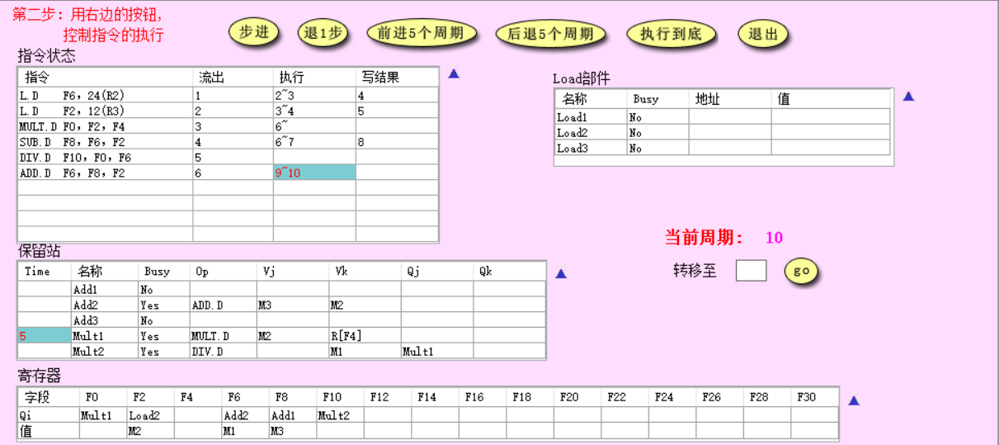 第二步：用右边的按钮，
控制指令的执行
步进 退1步 前进5个周期 后退5个周期 执行到底 退出
指令状态
指令 流出 执行 写结果
L.D F6，24(R2) 1 2~3 4
L.D F2，12(R3) 2 3~4 5
MULT.D F0，F2，F4 3 6~
SUB.D F8，F6，F2 4 6~7 8
DIV.D F10，F0，F6 5
ADD.D F6，F8，F2 6 9~10
Load部件
名称 Busy 地址 值
Load1 No
Load2 No
Load3 No
当前周期： 10
转移至 go
保留站
Time 名称 Busy Op Vj Vk Qj Qk
Add1 No
Add2 Yes ADD.D M3 M2
Add3 No
5 Mult1 Yes MULT.D M2 R[F4]
Mult2 Yes DIV.D M1 Mult1
寄存器
字段 F0 F2 F4 F6 F8 F10 F12 F14 F16 F18 F20 F22 F24 F26 F28 F30
Qi Mult1 Load2 Add2 Add1 Mult2
值 M2 M1 M3